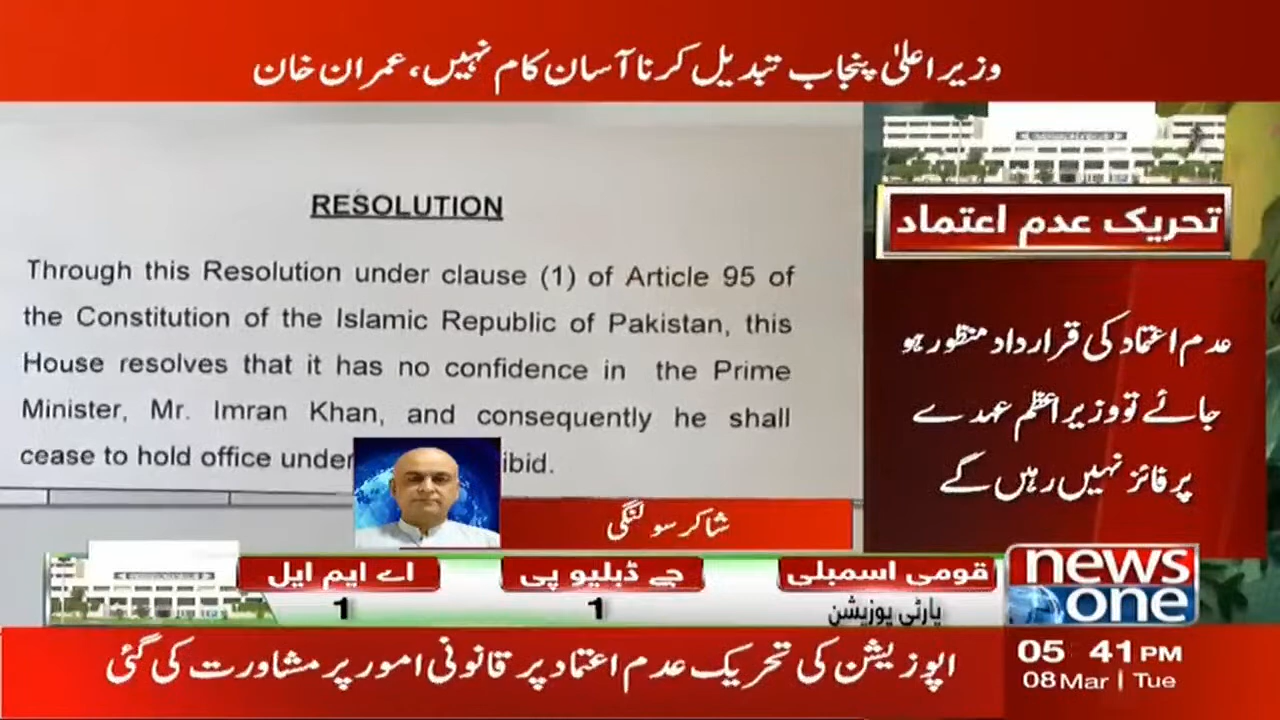 وزیراعلیٰ پنجاب تبدیل کرنا آسان کام نہیں، عمران خان
RESOLUTION
Through this Resolution under clause (1) of Article 95 of
the Constitution of the Islamic Republic of Pakistan, this
House resolves that it has no confidence in the Prime
Minister, Mr. Imran Khan, and consequently he shall
cease to hold office under ibid.
تحریک عدم اعتماد
عدم اعتماد کی قرارداد منظور ہو
جائے تو وزیراعظم عہدے
پر فائز نہیں رہیں گے
شاکر سولنگی
قومی اسمبلی
پارٹی پوزیشن
جے ڈبلیو پی
1
اے ایم ایل
1
news
one
اپوزیشن کی تحریک عدم اعتماد پر قانونی امور پر مشاورت کی گئی
05 41 PM
08 Mar | Tue